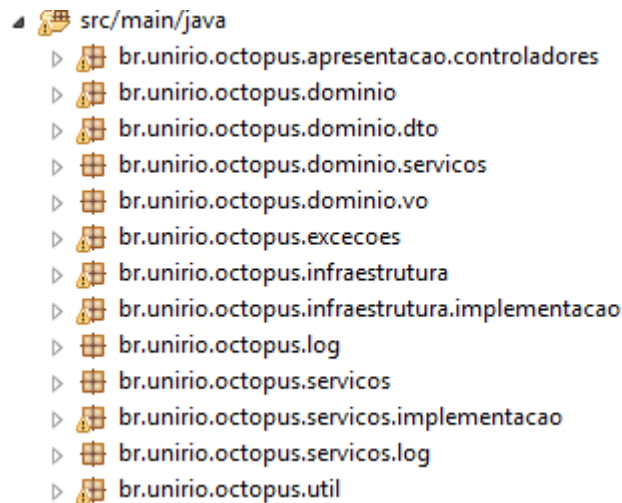 src/main/java
br.unirio.octopus.apresentacao.controladores
br.unirio.octopus.dominio
br.unirio.octopus.dominio.dto
br.unirio.octopus.dominio.servicos
br.unirio.octopus.dominio.vo
br.unirio.octopus.excecoes
br.unirio.octopus.infraestrutura
br.unirio.octopus.infraestrutura.implementacao
br.unirio.octopus.log
br.unirio.octopus.servicos
br.unirio.octopus.servicos.implementacao
br.unirio.octopus.servicos.log
br.unirio.octopus.util